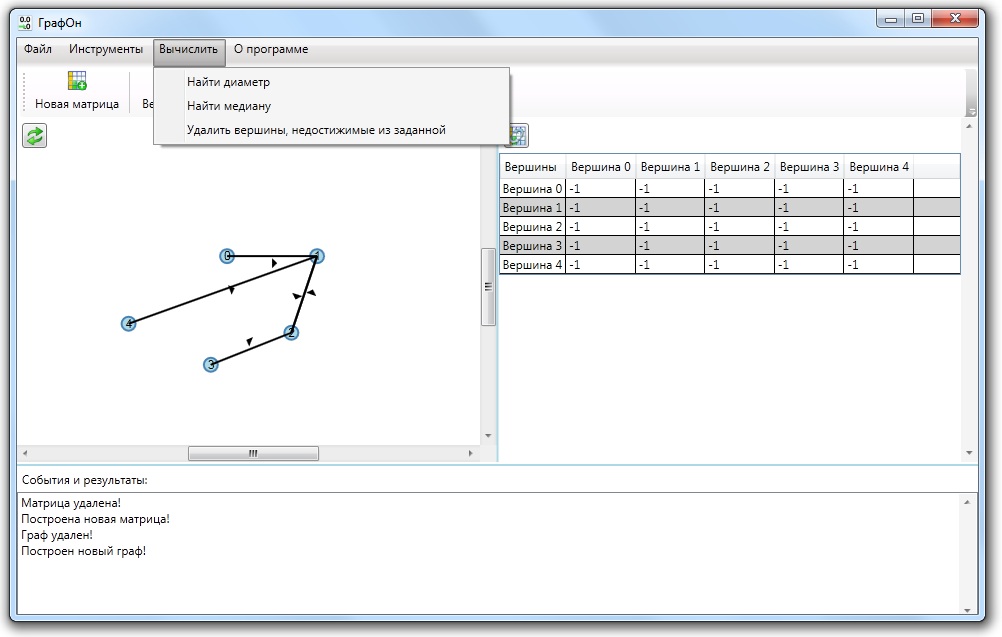 ГрафОн
Файл Инструменты Вычислить О программе
Найти диаметр
Найти медиану
Удалить вершины, недостижимые из заданной
Новая матрица
Вершины Вершина 0 Вершина 1 Вершина 2 Вершина 3 Вершина 4
Вершина 0 -1 -1 -1 -1 -1
Вершина 1 -1 -1 -1 -1 -1
Вершина 2 -1 -1 -1 -1 -1
Вершина 3 -1 -1 -1 -1 -1
Вершина 4 -1 -1 -1 -1 -1
0 1
4
2
3
События и результаты:
Матрица удалена!
Построена новая матрица!
Граф удален!
Построен новый граф!